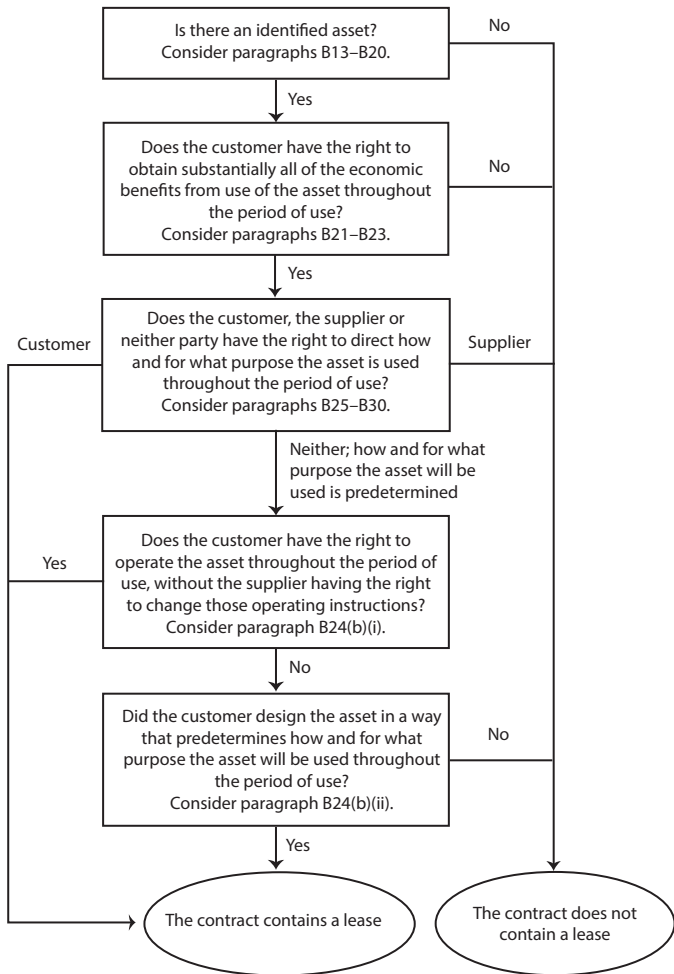 Is there an identified asset?
Consider paragraphs B13–B20.
No
Yes
Does the customer have the right to
obtain substantially all of the economic
benefits from use of the asset throughout
the period of use?
Consider paragraphs B21–B23.
No
Yes
Customer
Does the customer, the supplier or
neither party have the right to direct how
and for what purpose the asset is used
throughout the period of use?
Consider paragraphs B25–B30.
Supplier
Neither; how and for what
purpose the asset will be
used is predetermined
Yes
Does the customer have the right to
operate the asset throughout the period of
use, without the supplier having the right
to change those operating instructions?
Consider paragraph B24(b)(i).
No
Did the customer design the asset in a way
that predetermines how and for what
purpose the asset will be used throughout
the period of use?
Consider paragraph B24(b)(ii).
No
Yes
The contract contains a lease
The contract does not
contain a lease